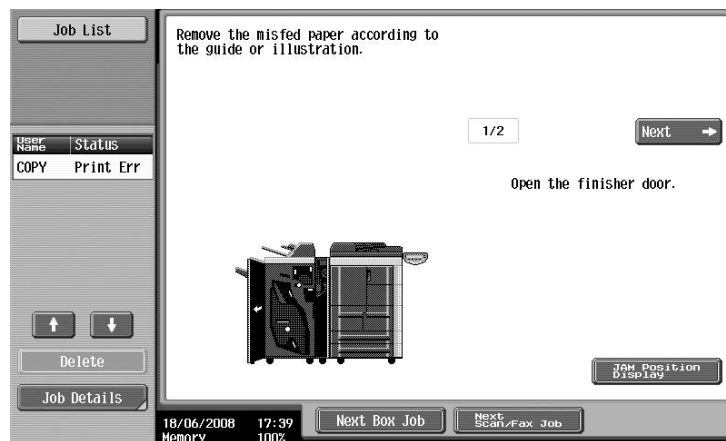 Job List
Remove the misfed paper according to
the guide or illustration.
1/2
Next
User Name
Status
COPY
Print Err
Open the finisher door.
Delete
JAM Position
Display
Job Details
18/06/2008 17:39
Memory 100%
Next Box Job
Next
Scan/Fax Job